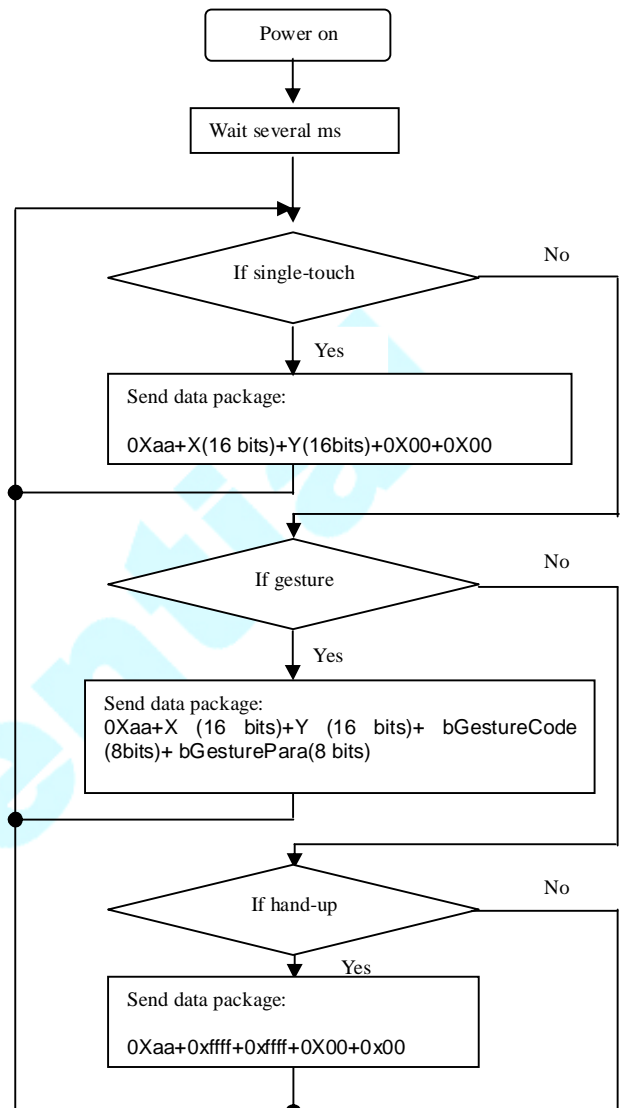 Power on
Wait several ms
If single-touch
No
Yes
Send data package:
0Xaa+X(16 bits)+Y(16bits)+0X00+0X00
If gesture
No
Yes
Send data package:
0Xaa+X (16 bits)+Y (16 bits)+ bGestureCode
(8bits)+ bGesturePara(8 bits)
If hand-up
No
Yes
Send data package:
0Xaa+0xffff+0xffff+0X00+0x00